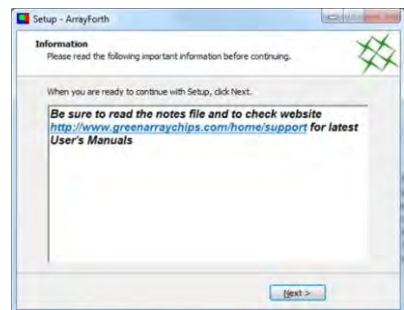 Setup - ArrayForth
Information
Please read the following important information before continuing.
When you are ready to continue with Setup, click Next.
Be sure to read the notes file and to check website
http://www.greenarraychips.com/home/support for latest
User's Manuals
Next >